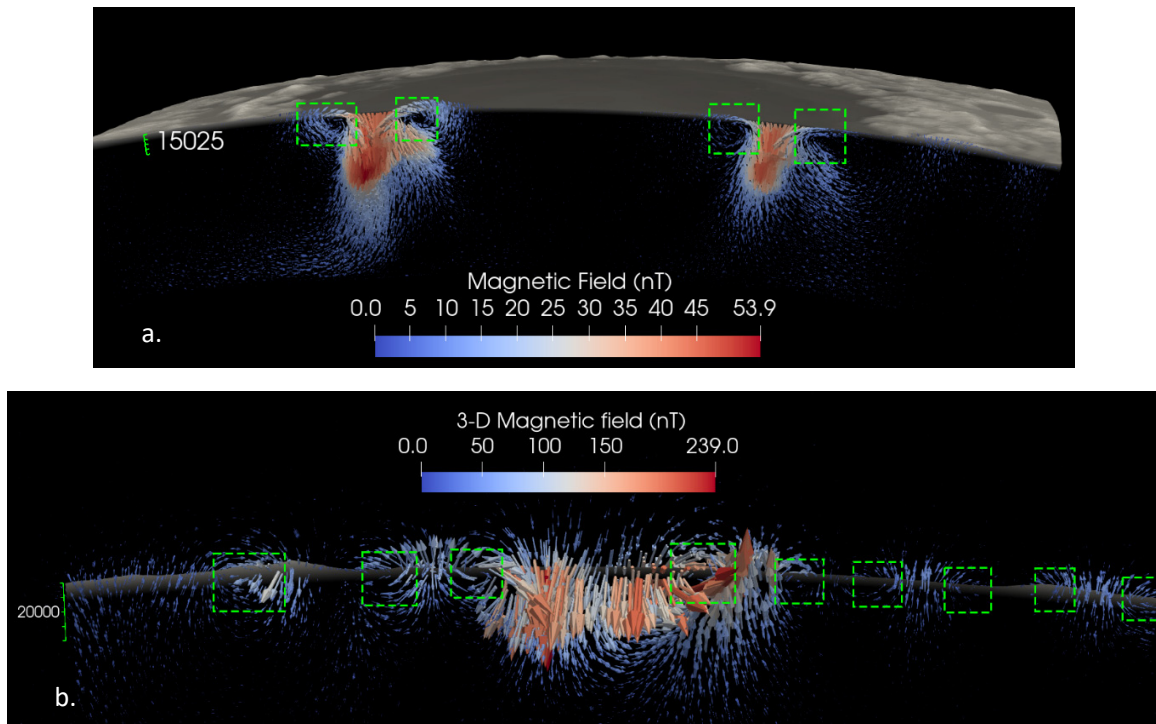 15025
Magnetic Field (nT)
0.0 5 10 15 20 25 30 35 40 45 53.9
a.
3-D Magnetic field (nT)
0.0 50 100 150 239.0
20000
b.